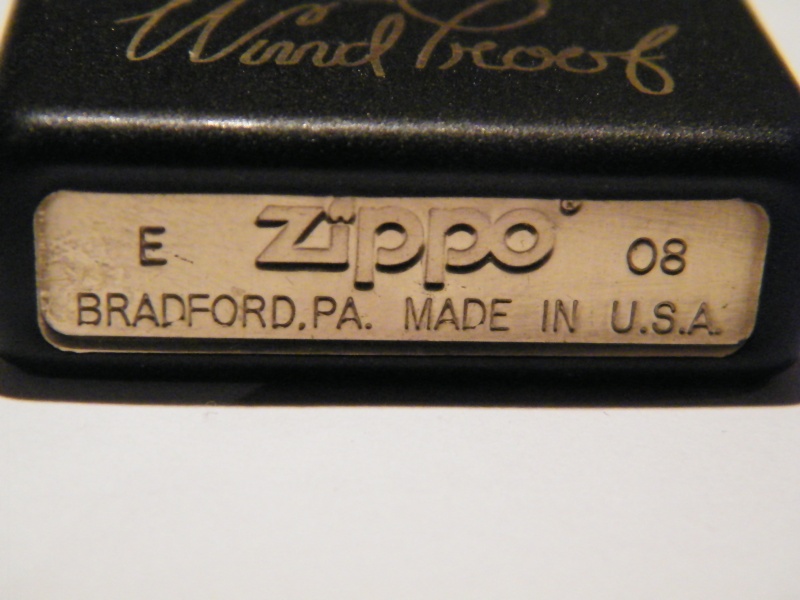 Wind Proof
E Zippo® 08
BRADFORD,PA. MADE IN U.S.A.